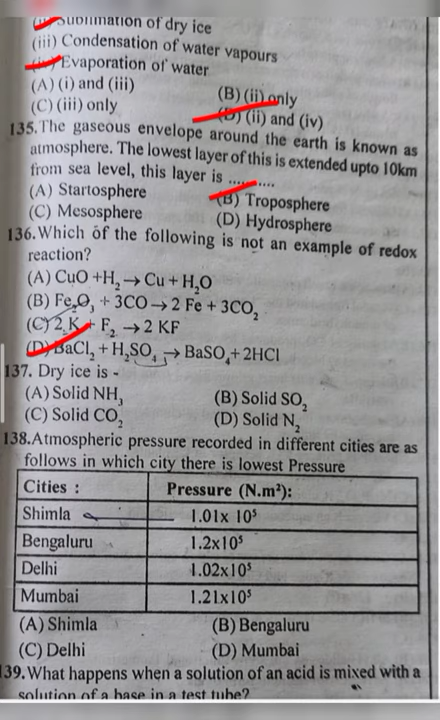 (ii) Sublimation of dry ice
(iii) Condensation of water vapours
(iv) Evaporation of water
(A) (i) and (iii) (B) (ii) only
(C) (iii) only (D) (ii) and (iv)
135. The gaseous envelope around the earth is known as
atmosphere. The lowest layer of this is extended upto 10km
from sea level, this layer is ............
(A) Startosphere (B) Troposphere
(C) Mesosphere (D) Hydrosphere
136. Which of the following is not an example of redox
reaction?
(A) CuO +H₂ → Cu + H₂O
(B) Fe₂O₃ + 3CO → 2 Fe + 3CO₂
(C) 2 K + F₂ → 2 KF
(D) BaCl₂ + H₂SO₄ → BaSO₄ + 2HCl
137. Dry ice is -
(A) Solid NH₃ (B) Solid SO₂
(C) Solid CO₂ (D) Solid N₂
138. Atmospheric pressure recorded in different cities are as
follows in which city there is lowest Pressure
Cities : Pressure (N.m²):
Shimla 1.01x 10⁵
Bengaluru 1.2x10⁵
Delhi 1.02x10⁵
Mumbai 1.21x10⁵
(A) Shimla (B) Bengaluru
(C) Delhi (D) Mumbai
139. What happens when a solution of an acid is mixed with a
solution of a base in a test tube?